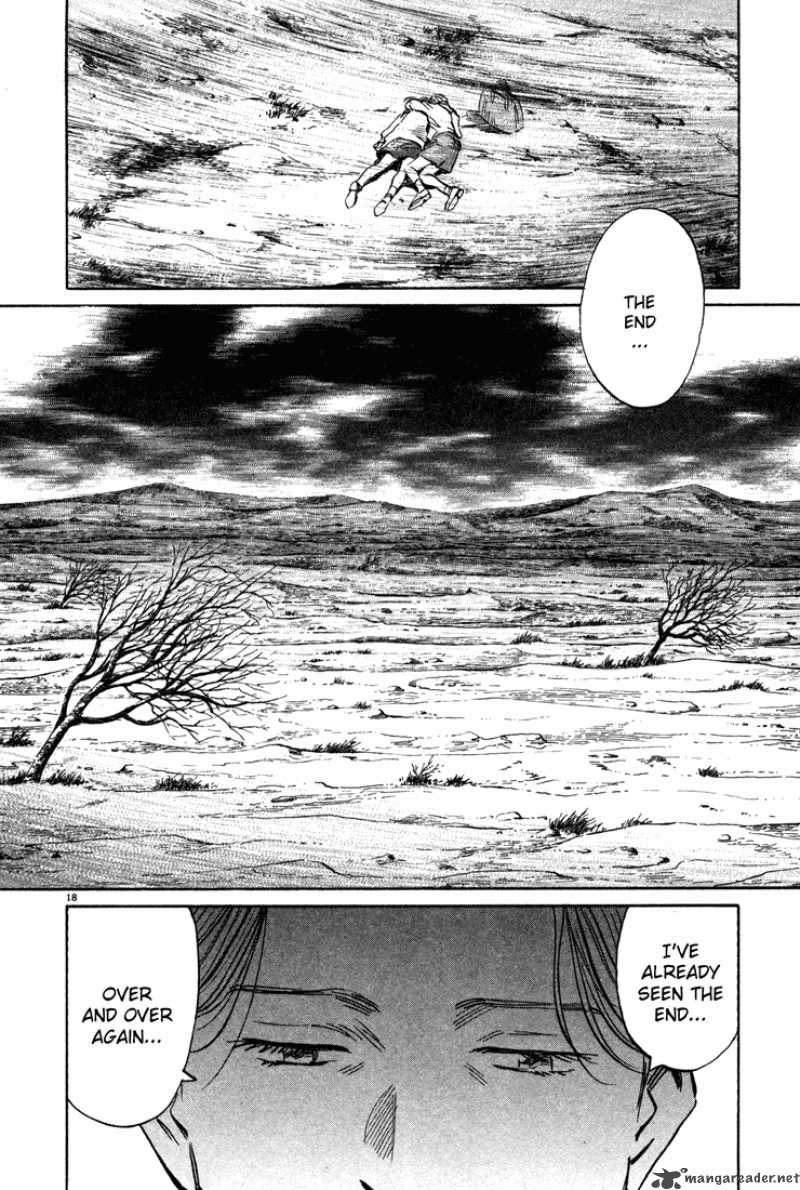 THE
END
...
18
I'VE
ALREADY
SEEN THE
END...
OVER
AND OVER
AGAIN...
mangareader.net